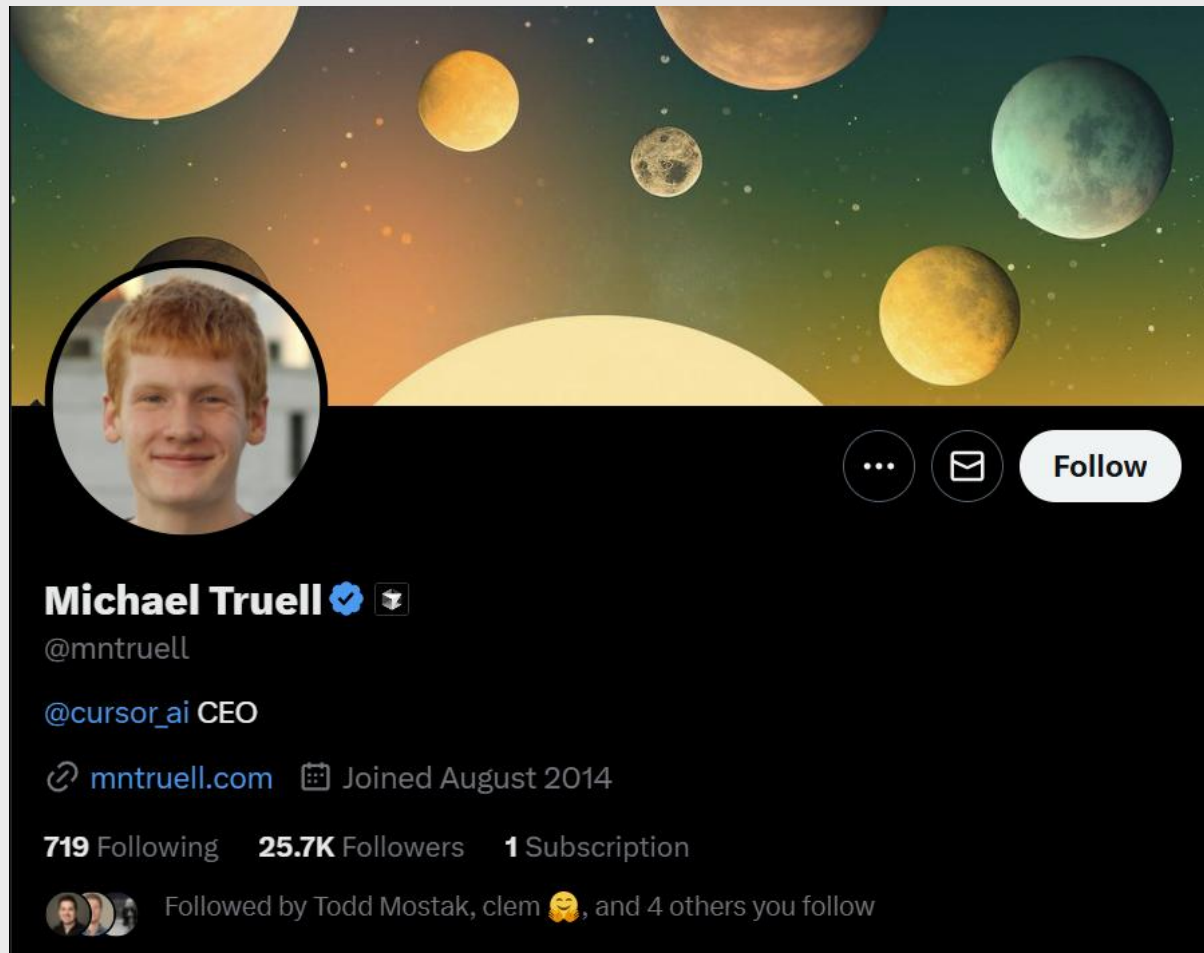 Follow
Michael Truell
@mntruell
@cursor_ai CEO
mntruell.com Joined August 2014
719 Following 25.7K Followers 1 Subscription
Followed by Todd Mostak, clem 🤗, and 4 others you follow